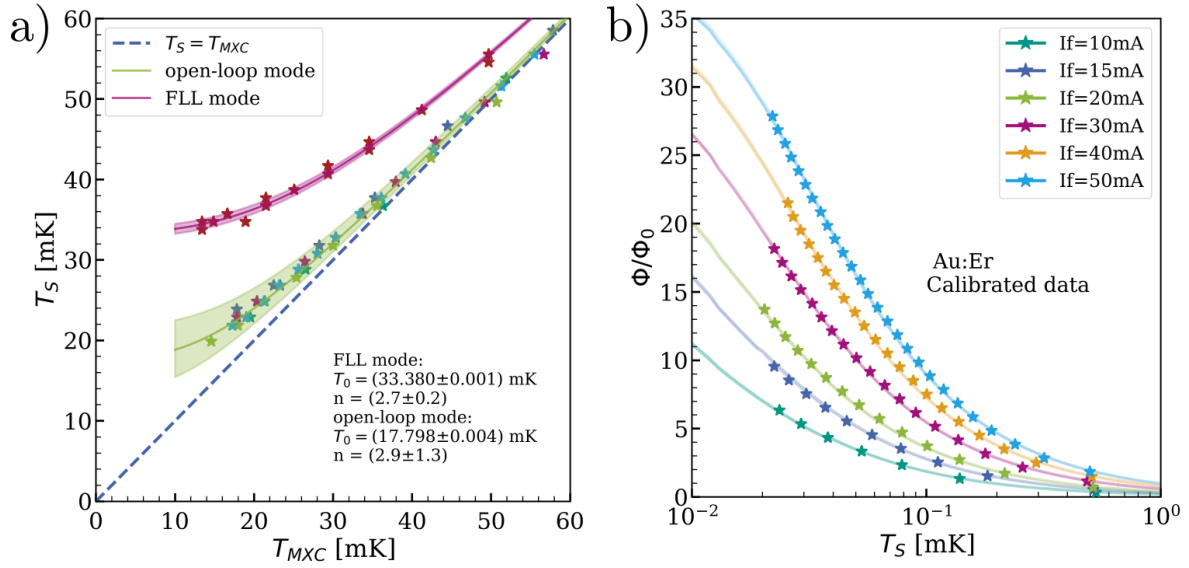 a)
T_S = T_MXC
open-loop mode
FLL mode
FLL mode:
T_0 = (33.380±0.001) mK
n = (2.7±0.2)
open-loop mode:
T_0 = (17.798±0.004) mK
n = (2.9±1.3)
T_S [mK]
60
50
40
30
20
10
0
0 10 20 30 40 50 60
T_MXC [mK]
b)
If=10mA
If=15mA
If=20mA
If=30mA
If=40mA
If=50mA
Au:Er
Calibrated data
Φ/Φ_0
35
30
25
20
15
10
5
0
10^−2 10^−1 10^0
T_S [mK]